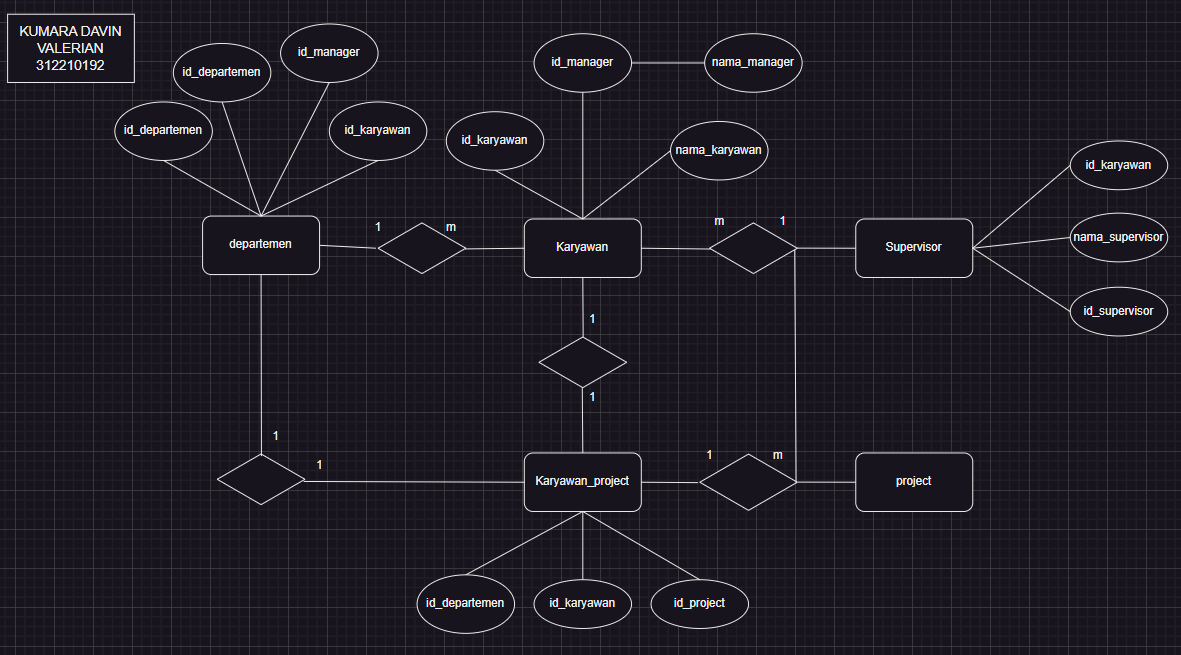 KUMARA DAVIN
VALERIAN
312210192
id_manager
id_departemen
id_departemen
id_karyawan
id_manager
nama_manager
id_karyawan
nama_karyawan
id_karyawan
nama_supervisor
id_supervisor
departemen
1
m
Karyawan
m
1
Supervisor
1
1
1
1
Karyawan_project
1
m
project
id_departemen
id_karyawan
id_project